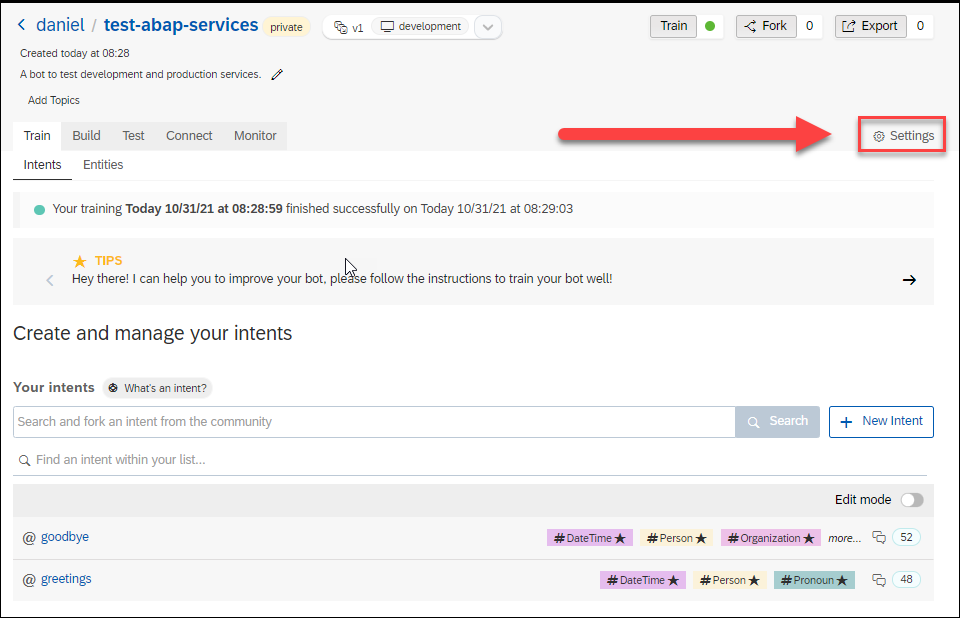 daniel / test-abap-services private v1 development Train Fork 0 Export 0
Created today at 08:28
A bot to test development and production services.
Add Topics
Train Build Test Connect Monitor Settings
Intents Entities
Your training Today 10/31/21 at 08:28:59 finished successfully on Today 10/31/21 at 08:29:03
TIPS
Hey there! I can help you to improve your bot, please follow the instructions to train your bot well!
Create and manage your intents
Your intents What's an intent?
Search and fork an intent from the community Search + New Intent
Find an intent within your list...
Edit mode
@ goodbye #DateTime ★ #Person ★ #Organization ★ more... 52
@ greetings #DateTime ★ #Person ★ #Pronoun ★ 48